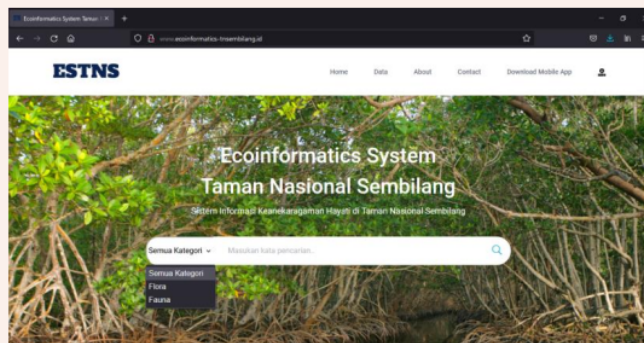 Ecoinformatics System Taman
www.ecoinformatics-tnsembilang.id
ESTNS
Home Data About Contact Download Mobile App
Ecoinformatics System
Taman Nasional Sembilang
Sistem Informasi Keanekaragaman Hayati di Taman Nasional Sembilang
Semua Kategori Masukan kata pencarian..
Semua Kategori
Flora
Fauna